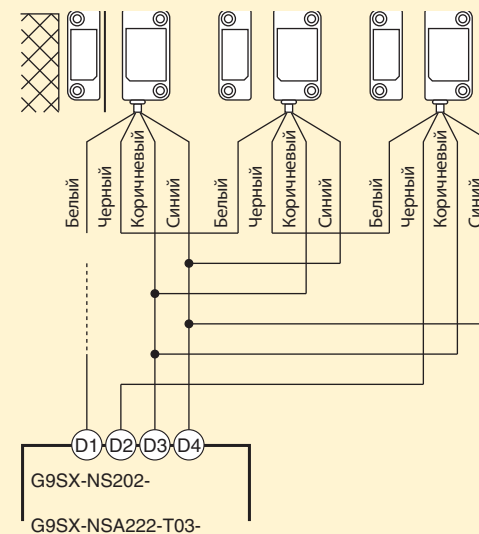 Белый
Черный
Коричневый
Синий
Белый
Черный
Коричневый
Синий
Белый
Черный
Коричневый
Синий
D1
D2
D3
D4
G9SX-NS202-
G9SX-NSA222-T03-